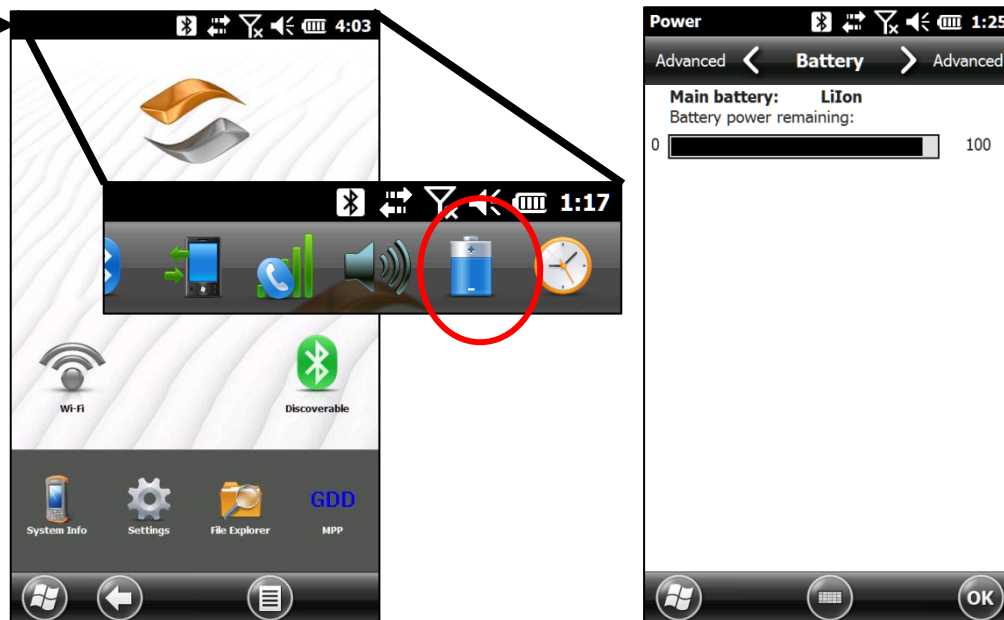 4:03
1:17
Wi-Fi
Discoverable
System Info
Settings
File Explorer
GDD
MPP
Power
1:25
Advanced
Battery
Advanced
Main battery: LiIon
Battery power remaining:
0
100
OK